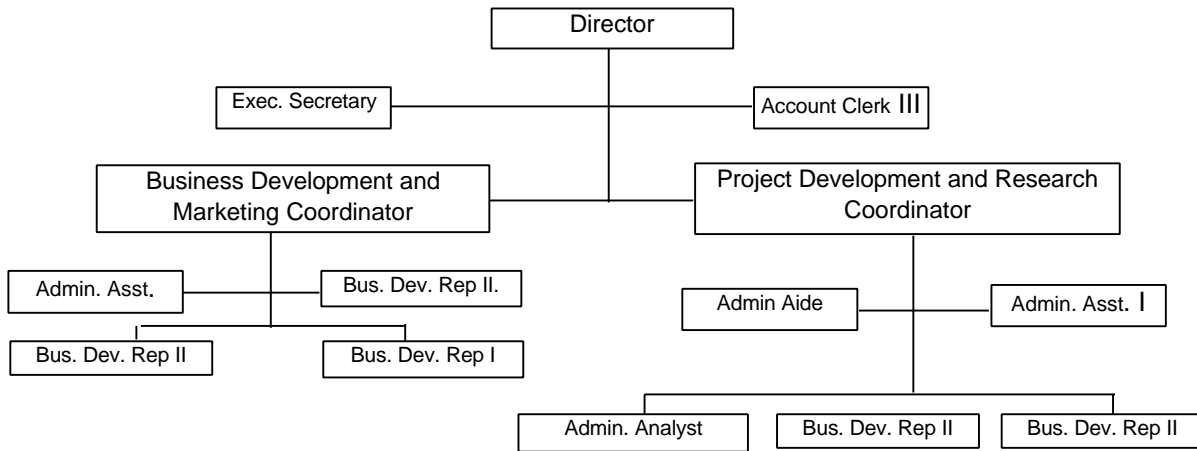 Director
Exec. Secretary
Account Clerk III
Business Development and
Marketing Coordinator
Project Development and Research
Coordinator
Admin. Asst.
Bus. Dev. Rep II.
Admin Aide
Admin. Asst. I
Bus. Dev. Rep II
Bus. Dev. Rep I
Admin. Analyst
Bus. Dev. Rep II
Bus. Dev. Rep II